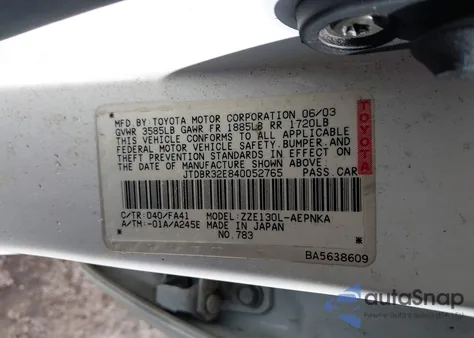 MFD. BY: TOYOTA MOTOR CORPORATION 06/03
GVWR 3585LB GAWR FR 1885LB RR 1720LB
THIS VEHICLE CONFORMS TO ALL APPLICABLE
FEDERAL MOTOR VEHICLE SAFETY, BUMPER, AND
THEFT PREVENTION STANDARDS IN EFFECT ON
THE DATE OF MANUFACTURE SHOWN ABOVE.
JTDBR32E840052765 PASS. CAR
TOYOTA
C/TR: 040/FA41 MODEL: ZZE130L-AEPNKA
A/TM: -01A/A245E MADE IN JAPAN
NO. 783
BA5638609
autoSnap
www.autosnap.global